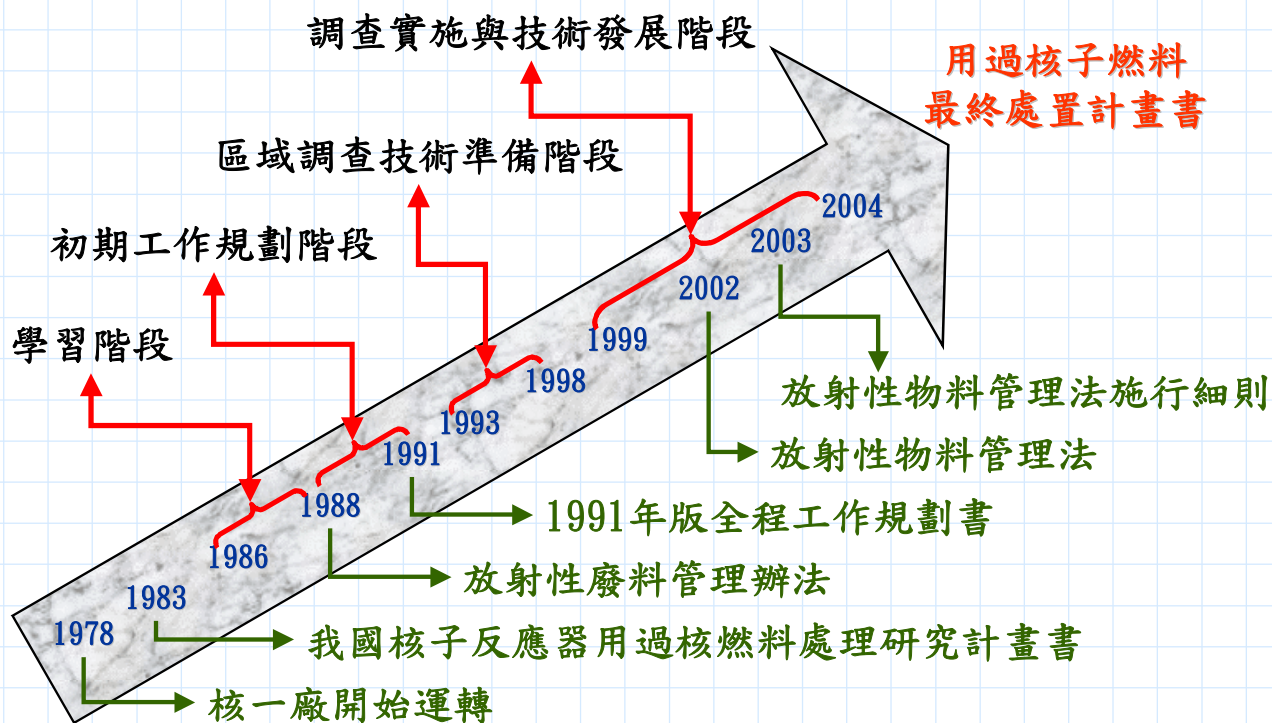 調查實施與技術發展階段
用過核子燃料
最終處置計畫書
區域調查技術準備階段
初期工作規劃階段
學習階段
2004
2003
2002
1999
1998
1993
1991
1988
1986
1983
1978
放射性物料管理法施行細則
放射性物料管理法
1991年版全程工作規劃書
放射性廢料管理辦法
我國核子反應器用過核燃料處理研究計畫書
核一廠開始運轉